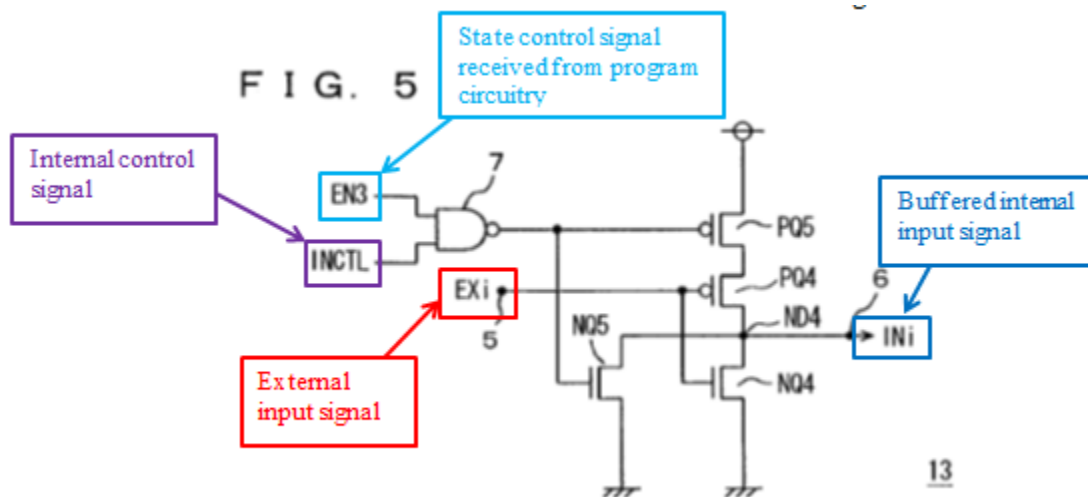 State control signal
received from program
circuitry
FIG. 5
Internal control
signal
7
EN3
Buffered internal
input signal
PQ5
INCTL
PQ4
6
EXi
ND4
INi
5
NQ5
NQ4
External
input signal
13